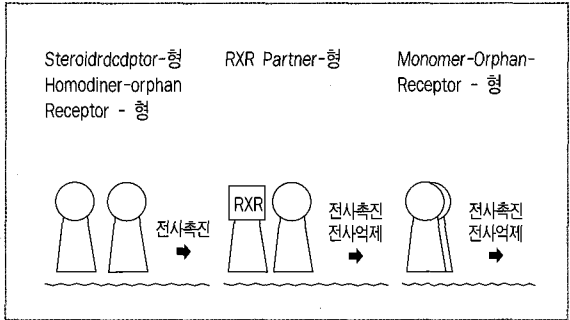 Steroidrdcdptor-형
Homodiner-orphan
Receptor - 형
RXR Partner-형
Monomer-Orphan-
Receptor - 형
전사촉진
RXR
전사촉진
전사억제
전사촉진
전사억제